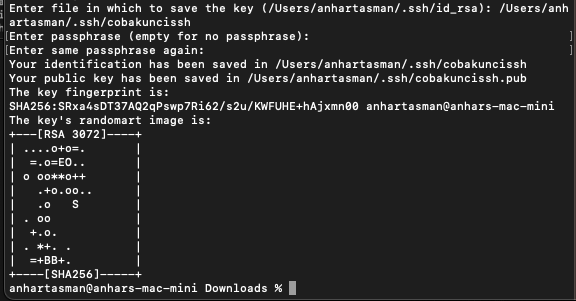 Enter file in which to save the key (/Users/anhartasman/.ssh/id_rsa): /Users/anh
artasman/.ssh/cobakuncissh
[Enter passphrase (empty for no passphrase): ]
[Enter same passphrase again: ]
Your identification has been saved in /Users/anhartasman/.ssh/cobakuncissh
Your public key has been saved in /Users/anhartasman/.ssh/cobakuncissh.pub
The key fingerprint is:
SHA256:SRxa4sDT37AQ2qPswp7Ri62/s2u/KWFUHE+hAjxmn00 anhartasman@anhars-mac-mini
The key's randomart image is:
+---[RSA 3072]----+
| ....o+o=.       |
|  =.o=EO..       |
| o oo**o++       |
|   .+o.oo..      |
|   .o   S        |
| . oo            |
|  +.o.           |
| . *+. .         |
|  =+BB+.         |
+----[SHA256]-----+
anhartasman@anhars-mac-mini Downloads %